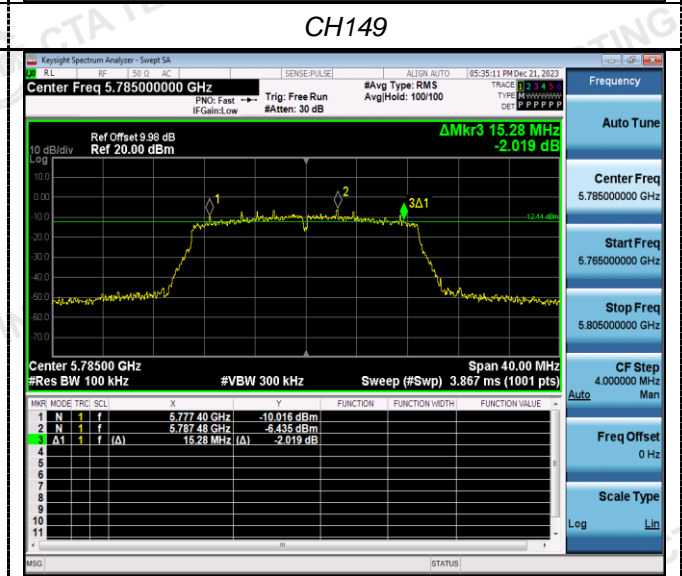 CH149
Keysight Spectrum Analyzer - Swept SA
RL RF 50 Ω AC SENSE:PULSE ALIGN AUTO 05:35:11 PM Dec 21, 2023
Center Freq 5.785000000 GHz
PNO: Fast
IFGain:Low
Trig: Free Run
#Atten: 30 dB
#Avg Type: RMS
Avg|Hold: 100/100
TRACE 1 2 3 4 5 6
TYPE M W W W W W
DET P P P P P P
Ref Offset 9.98 dB
10 dB/div Ref 20.00 dBm
Log
ΔMkr3 15.28 MHz
-2.019 dB
10.0
0.00
-10.0
-20.0
-30.0
-40.0
-50.0
-60.0
-70.0
1
2
3Δ1
-12.44 dBm
Center 5.78500 GHz Span 40.00 MHz
#Res BW 100 kHz #VBW 300 kHz Sweep (#Swp) 3.867 ms (1001 pts)
MKR MODE TRC SCL X Y FUNCTION FUNCTION WIDTH FUNCTION VALUE
1 N 1 f 5.777 40 GHz -10.016 dBm
2 N 1 f 5.787 48 GHz -6.435 dBm
3 Δ1 1 f (Δ) 15.28 MHz (Δ) -2.019 dB
4
5
6
7
8
9
10
11
MSG STATUS
Frequency
Auto Tune
Center Freq
5.785000000 GHz
Start Freq
5.765000000 GHz
Stop Freq
5.805000000 GHz
CF Step
4.000000 MHz
Auto Man
Freq Offset
0 Hz
Scale Type
Log Lin